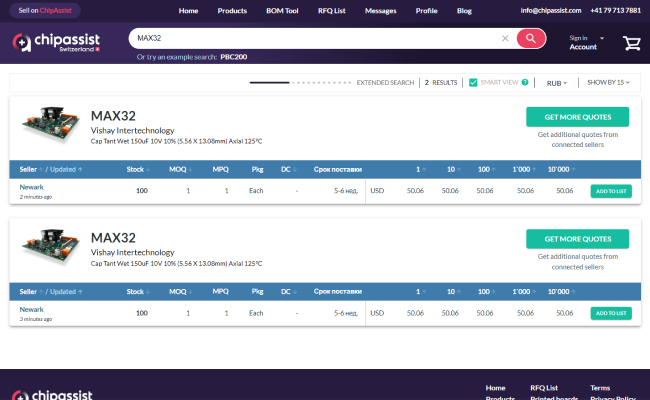 Sell on ChipAssist
Home Products BOM Tool RFQ List Messages Profile Blog
info@chipassist.com +41 79 713 7881
chipassist
Switzerland
MAX32
Sign in
Account
Or try an example search: PBC200
EXTENDED SEARCH 2 RESULTS SMART VIEW ? RUB SHOW BY 15
MAX32
Vishay Intertechnology
Cap Tant Wet 150uF 10V 10% (5.56 X 13.08mm) Axial 125°C
GET MORE QUOTES
Get additional quotes from
connected sellers
Seller / Updated Stock MOQ MPQ Pkg DC Срок поставки 1 10 100 1'000 10'000
Newark 100 1 1 Each - 5-6 нед. USD 50.06 50.06 50.06 50.06 50.06 ADD TO LIST
2 minutes ago
MAX32
Vishay Intertechnology
Cap Tant Wet 150uF 10V 10% (5.56 X 13.08mm) Axial 125°C
GET MORE QUOTES
Get additional quotes from
connected sellers
Seller / Updated Stock MOQ MPQ Pkg DC Срок поставки 1 10 100 1'000 10'000
Newark 100 1 1 Each - 5-6 нед. USD 50.06 50.06 50.06 50.06 50.06 ADD TO LIST
3 minutes ago
chipassist
Home RFQ List Terms
Products Printed boards Privacy Policy